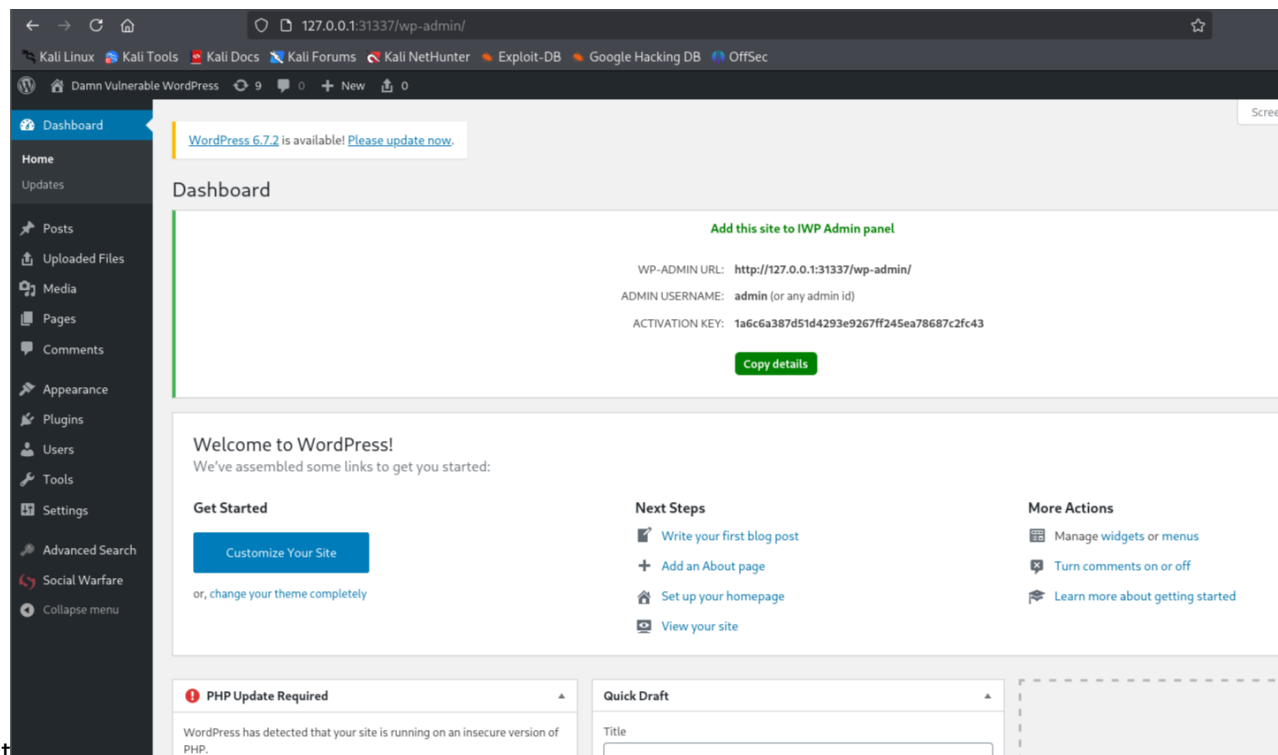 127.0.0.1:31337/wp-admin/
Kali Linux Kali Tools Kali Docs Kali Forums Kali NetHunter Exploit-DB Google Hacking DB OffSec
Damn Vulnerable WordPress 9 0 + New 0
Dashboard
Home
Updates
Posts
Uploaded Files
Media
Pages
Comments
Appearance
Plugins
Users
Tools
Settings
Advanced Search
Social Warfare
Collapse menu
Scree
WordPress 6.7.2 is available! Please update now.
Dashboard
Add this site to IWP Admin panel
WP-ADMIN URL: http://127.0.0.1:31337/wp-admin/
ADMIN USERNAME: admin (or any admin id)
ACTIVATION KEY: 1a6c6a387d51d4293e9267ff245ea78687c2fc43
Copy details
Welcome to WordPress!
We've assembled some links to get you started:
Get Started
Customize Your Site
or, change your theme completely
Next Steps
Write your first blog post
Add an About page
Set up your homepage
View your site
More Actions
Manage widgets or menus
Turn comments on or off
Learn more about getting started
PHP Update Required
WordPress has detected that your site is running on an insecure version of
PHP.
Quick Draft
Title
t